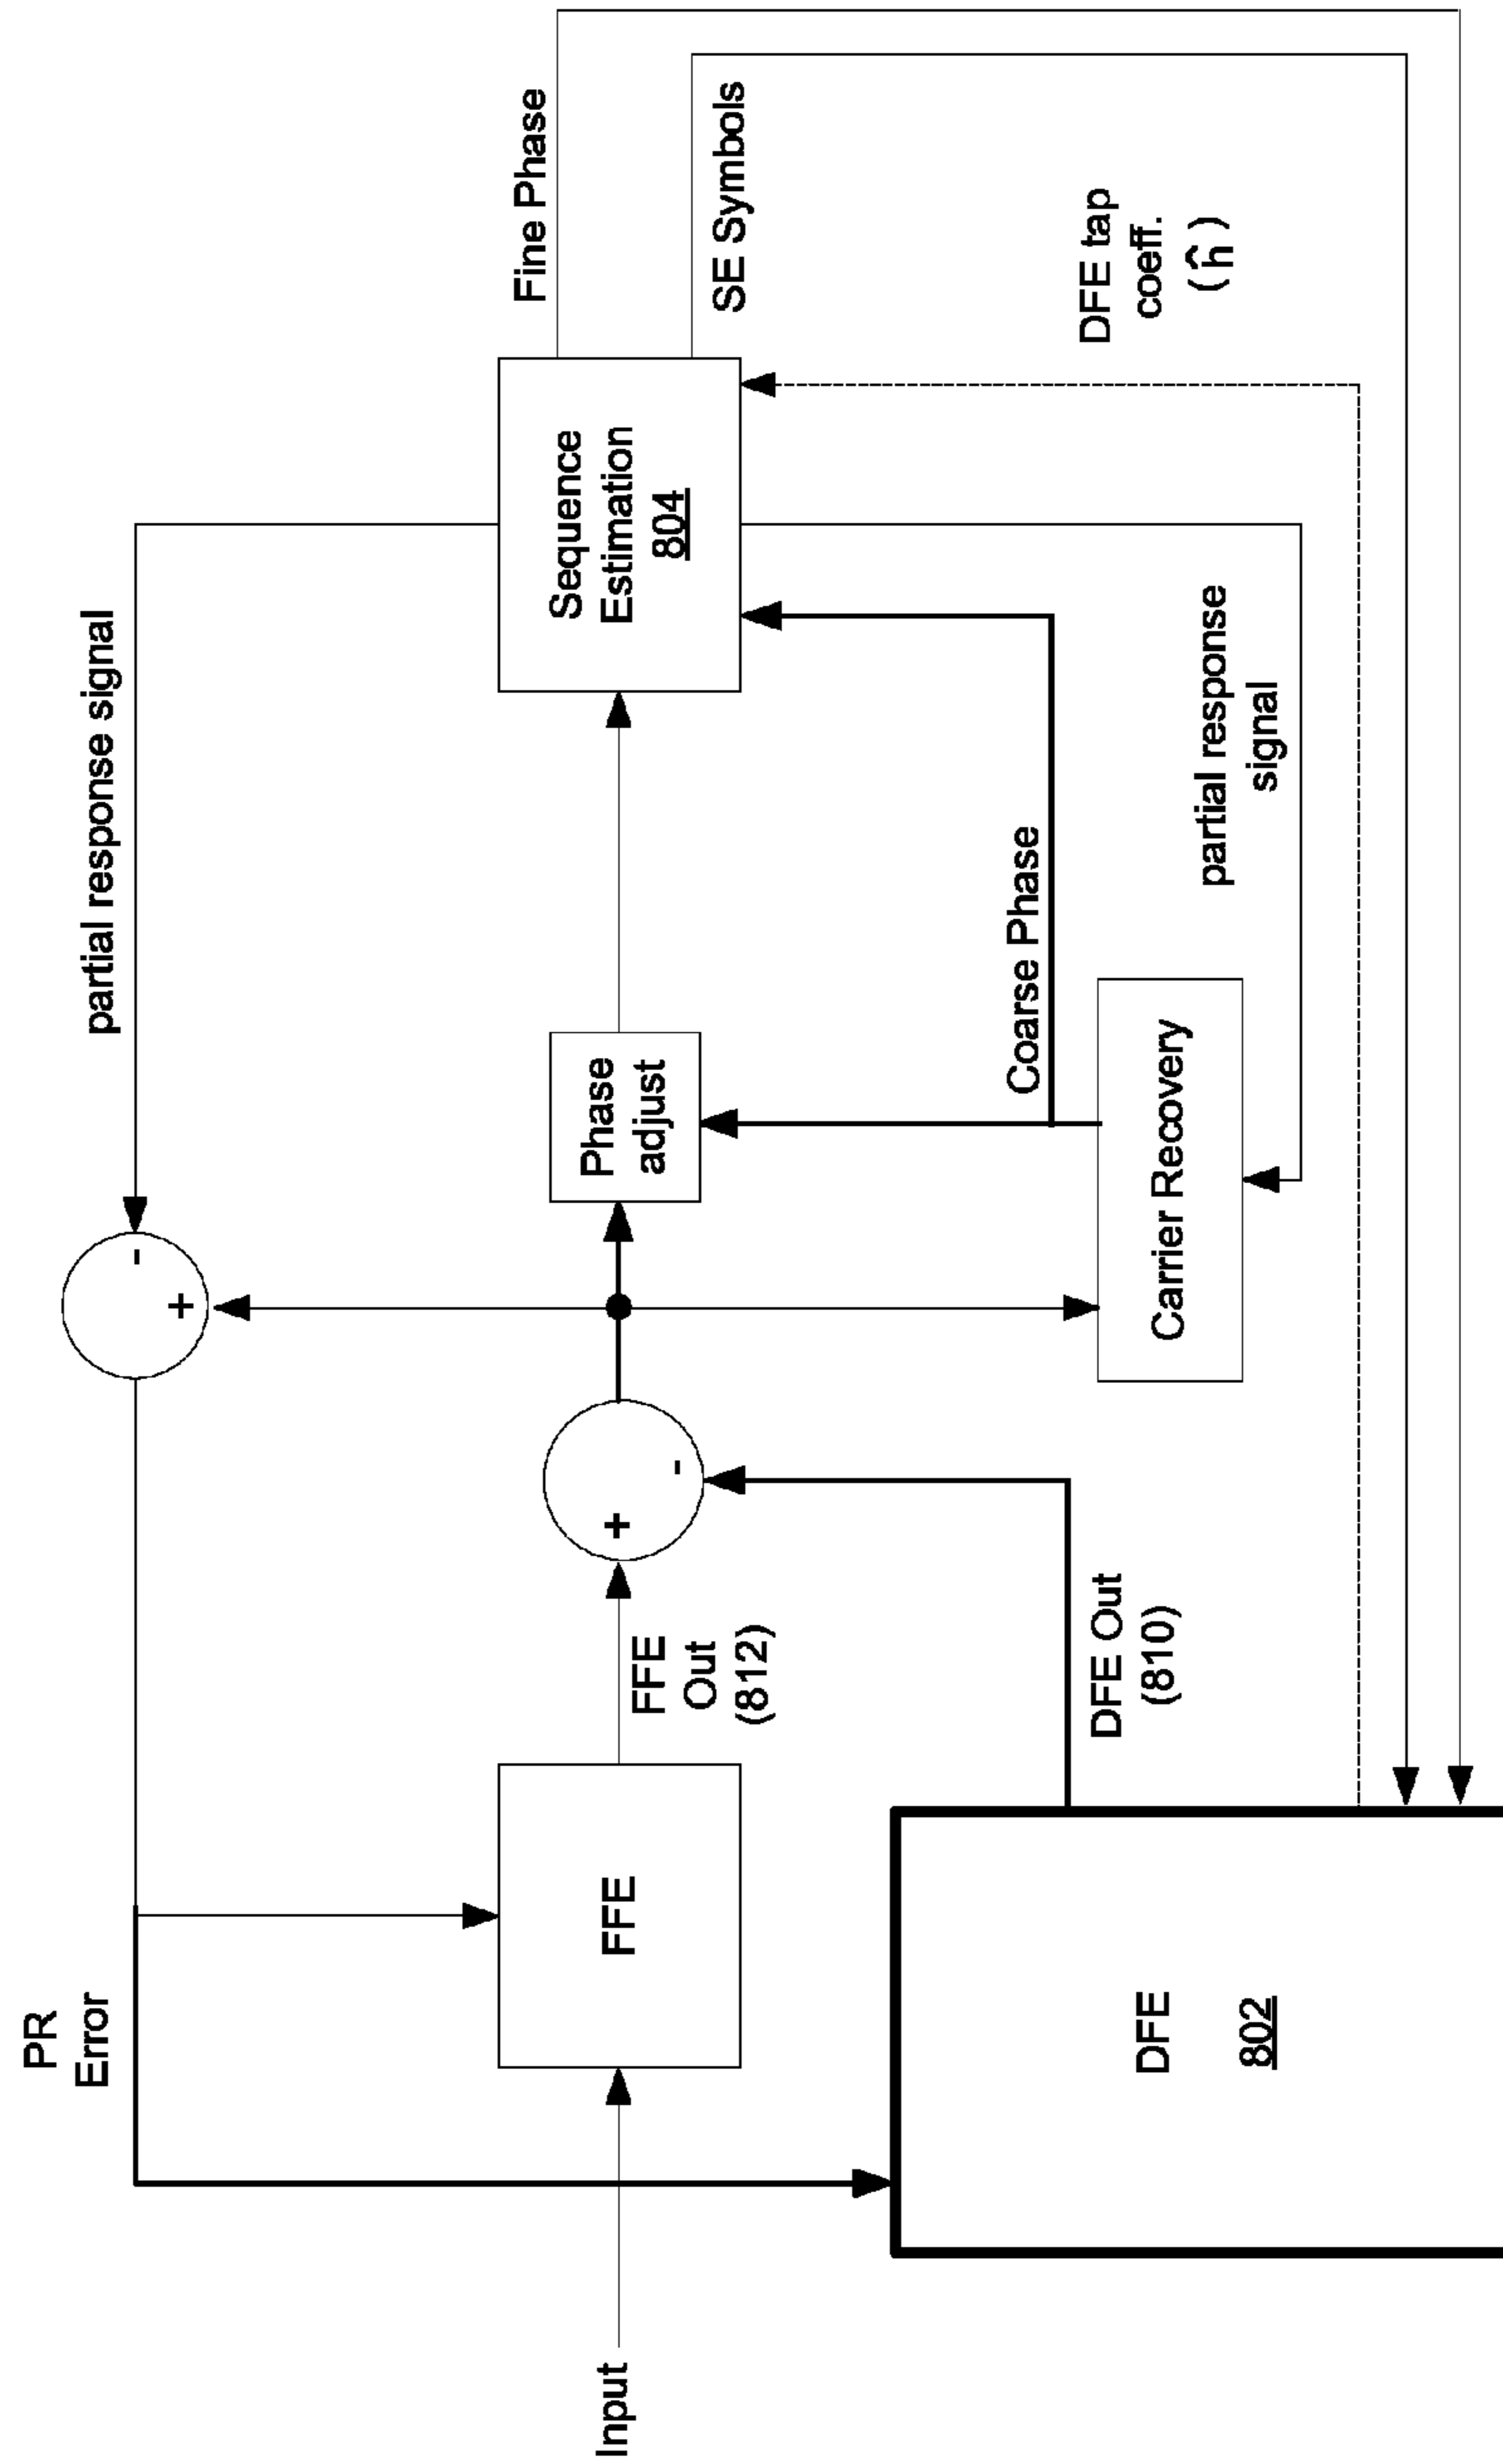 PR
Error
partial response signal
Input
FFE
FFE
Out
(812)
+
-
+
-
Phase
adjust
Sequence
Estimation
804
Fine Phase
SE Symbols
DFE
802
DFE Out
(810)
Carrier Recovery
Coarse Phase
partial response
signal
DFE tap
coeff.
(ĥ)